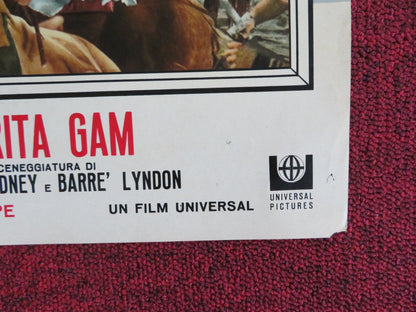 RITA GAM
CENEGGIATURA DI
DNEY E BARRE' LYNDON
PE
UN FILM UNIVERSAL
UNIVERSAL
PICTURES